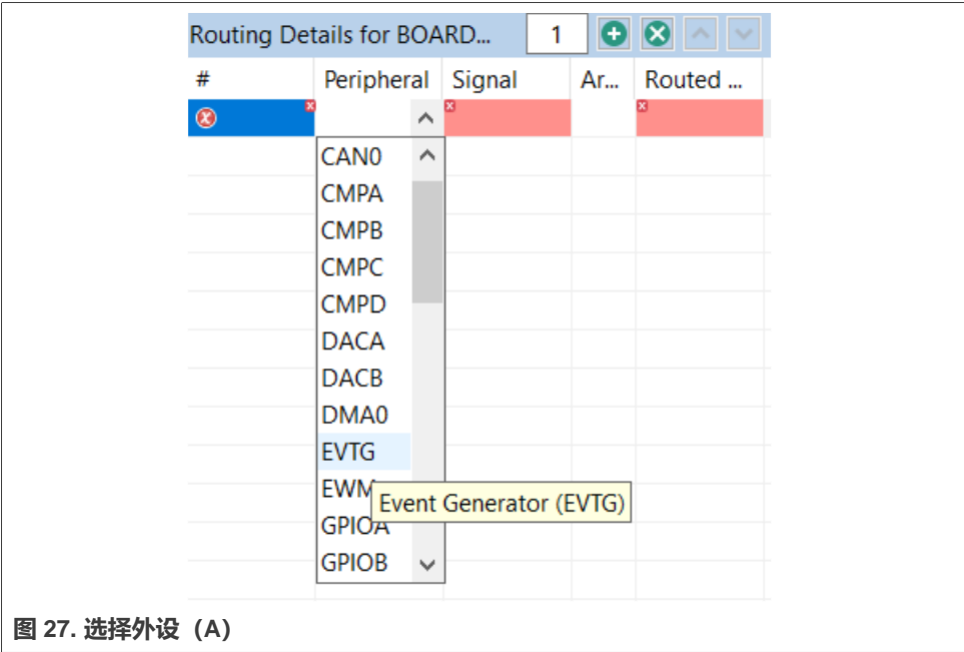 Routing Details for BOARD... 1
# Peripheral Signal Ar... Routed ...
CAN0
CMPA
CMPB
CMPC
CMPD
DACA
DACB
DMA0
EVTG
EWM
Event Generator (EVTG)
GPIOA
GPIOB
图 27. 选择外设（A）